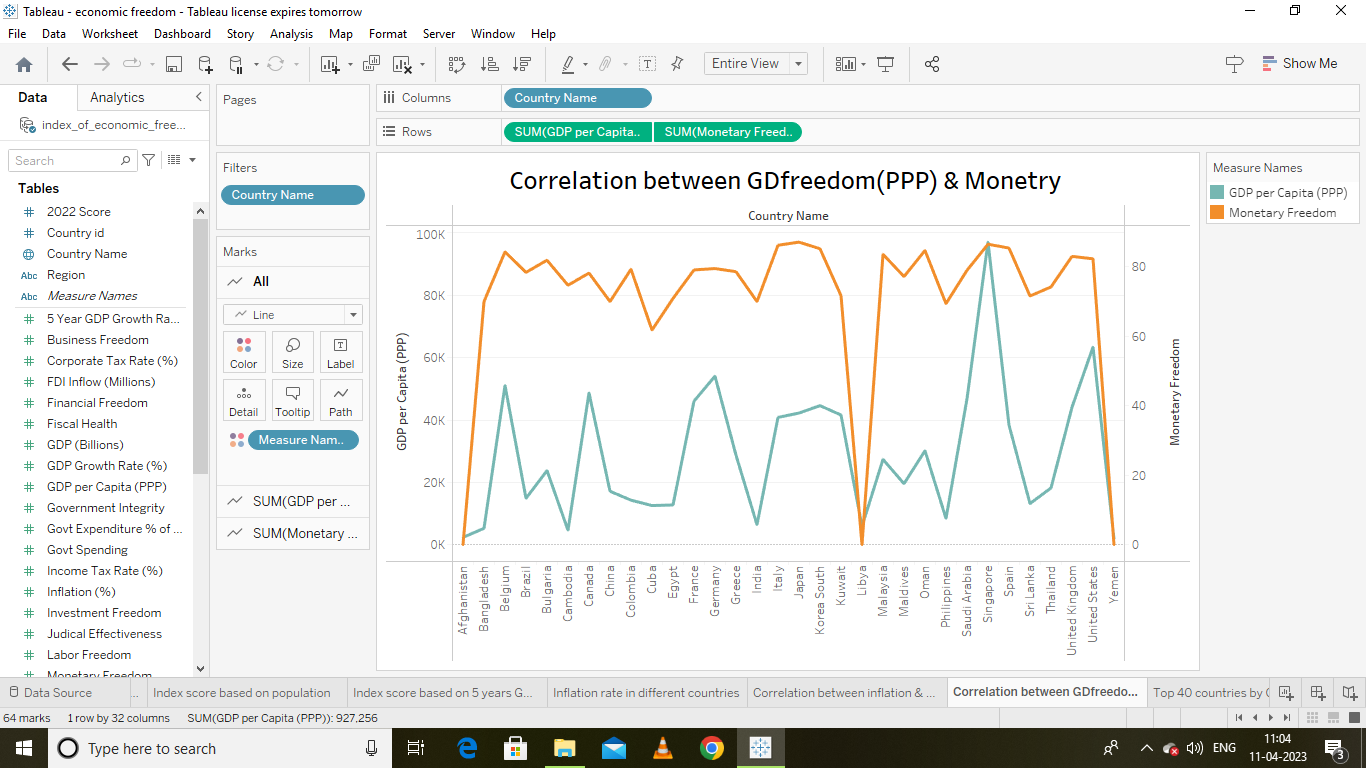 Tableau - economic freedom - Tableau license expires tomorrow
File Data Worksheet Dashboard Story Analysis Map Format Server Window Help
Entire View
Show Me
Data Analytics
index_of_economic_free...
Search
Tables
2022 Score
Country id
Country Name
Abc Region
Abc Measure Names
5 Year GDP Growth Ra...
Business Freedom
Corporate Tax Rate (%)
FDI Inflow (Millions)
Financial Freedom
Fiscal Health
GDP (Billions)
GDP Growth Rate (%)
GDP per Capita (PPP)
Government Integrity
Govt Expenditure % of ...
Govt Spending
Income Tax Rate (%)
Inflation (%)
Investment Freedom
Judical Effectiveness
Labor Freedom
Monetary Freedom
Pages
Filters
Country Name
Marks
All
Line
Color Size Label
Detail Tooltip Path
Measure Nam..
SUM(GDP per ...
SUM(Monetary ...
Columns Country Name
Rows SUM(GDP per Capita.. SUM(Monetary Freed..
Correlation between GDfreedom(PPP) & Monetry
Country Name
GDP per Capita (PPP)
100K
80K
60K
40K
20K
0K
80
60
40
20
0
Monetary Freedom
Afghanistan
Bangladesh
Belgium
Brazil
Bulgaria
Cambodia
Canada
China
Colombia
Cuba
Egypt
France
Germany
Greece
India
Italy
Japan
Korea South
Kuwait
Libya
Malaysia
Maldives
Oman
Philippines
Saudi Arabia
Singapore
Spain
Sri Lanka
Thailand
United Kingdom
United States
Yemen
Measure Names
GDP per Capita (PPP)
Monetary Freedom
Data Source ... Index score based on population Index score based on 5 years G... Inflation rate in different countries Correlation between inflation & ... Correlation between GDfreedo... Top 40 countries by
64 marks 1 row by 32 columns SUM(GDP per Capita (PPP)): 927.256
Type here to search
ENG
11:04
11-04-2023
3